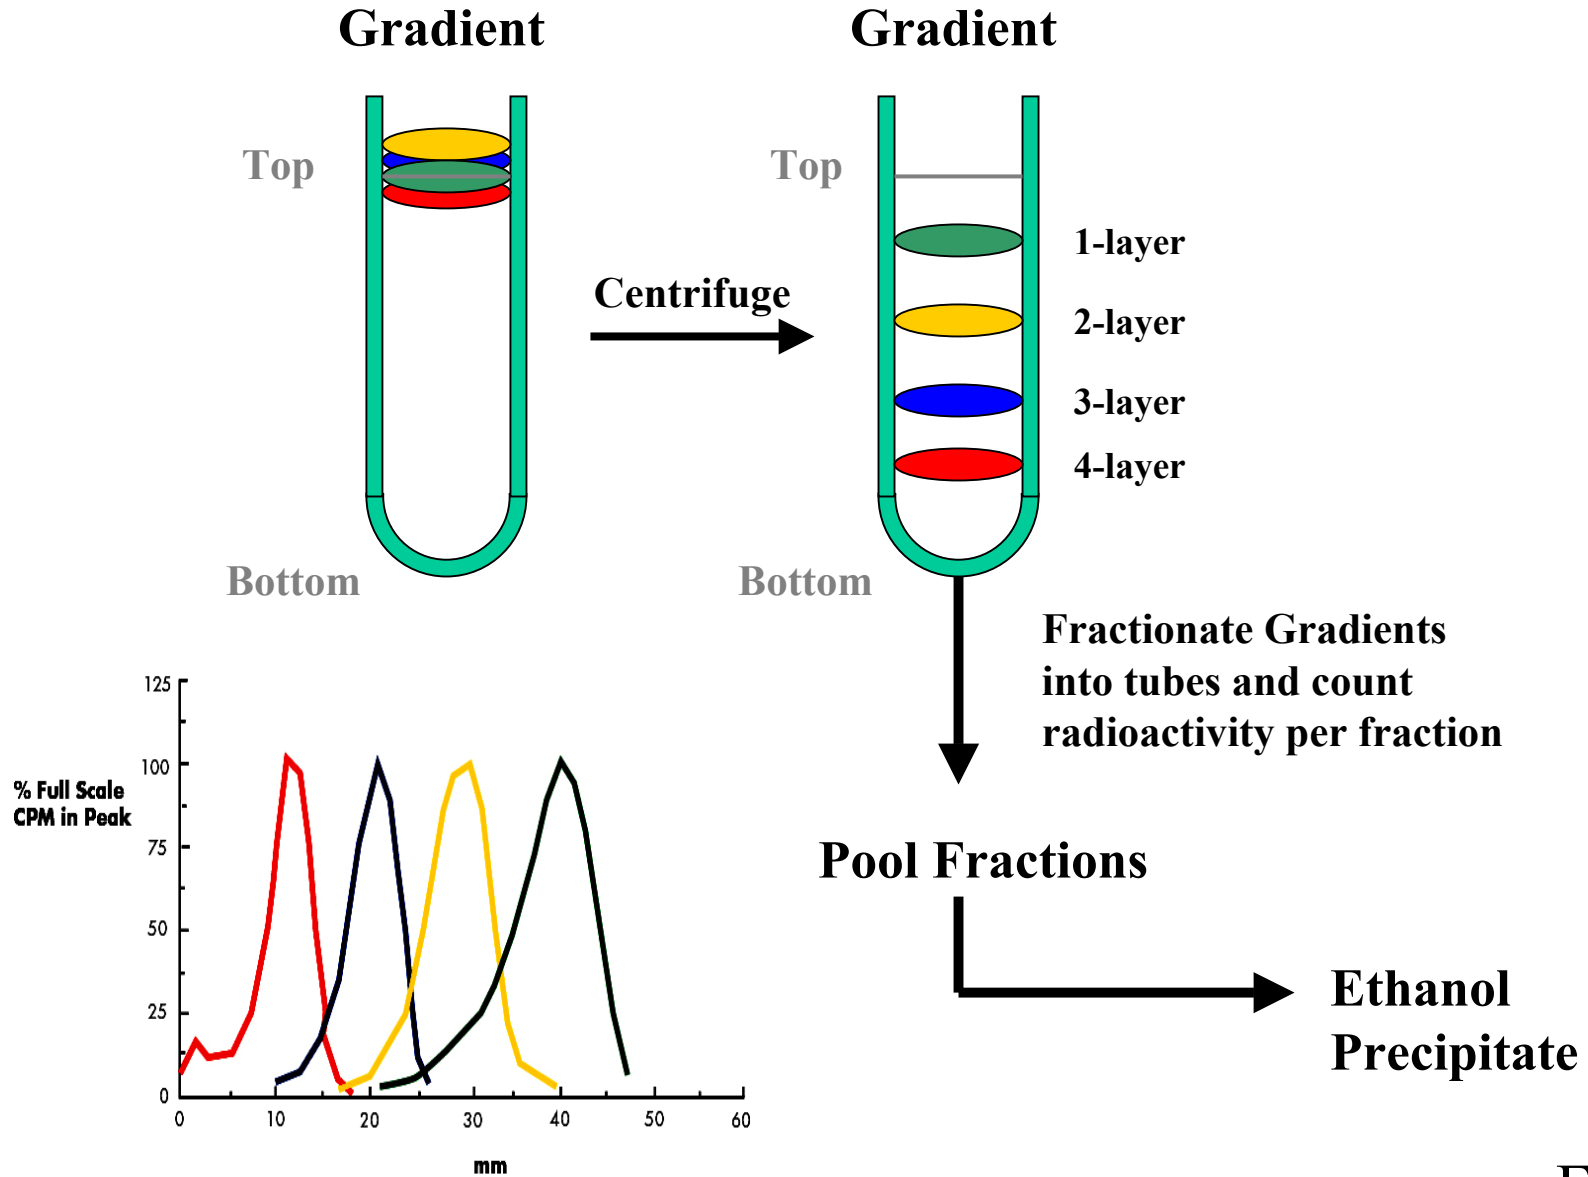 Gradient
Gradient
Top
Top
1-layer
2-layer
Centrifuge
3-layer
4-layer
Bottom
Bottom
Fractionate Gradients
into tubes and count
radioactivity per fraction
125
100
75
50
25
0
% Full Scale
CPM in Peak
0 10 20 30 40 50 60
mm
Pool Fractions
Ethanol
Precipitate